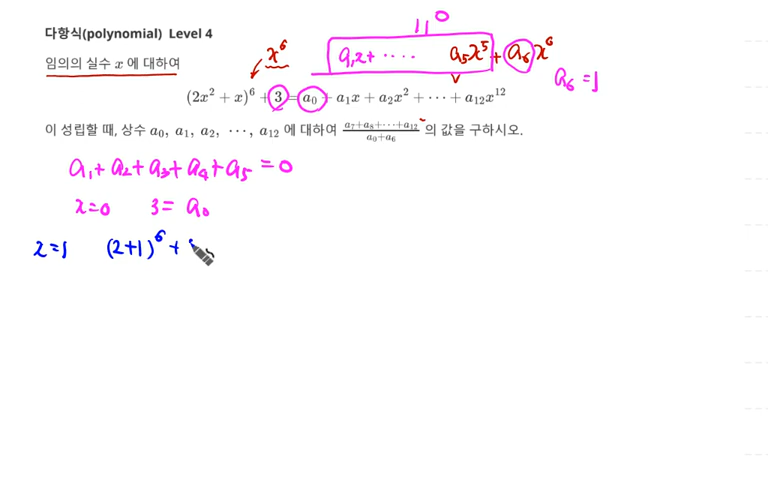 다항식(polynomial) Level 4
11 0
x⁶
a₁x + ···· a₅x⁵ + a₆x⁶
임의의 실수 x 에 대하여
a₆ = 1
(2x² + x)⁶ + 3 = a₀ + a₁x + a₂x² + ··· + a₁₂x¹²
이 성립할 때, 상수 a₀, a₁, a₂, ···, a₁₂ 에 대하여 (a₇+a₈+···+a₁₂)/(a₀+a₆) 의 값을 구하시오.
a₁ + a₂ + a₃ + a₄ + a₅ = 0
x=0 3 = a₀
x=1 (2+1)⁶ +